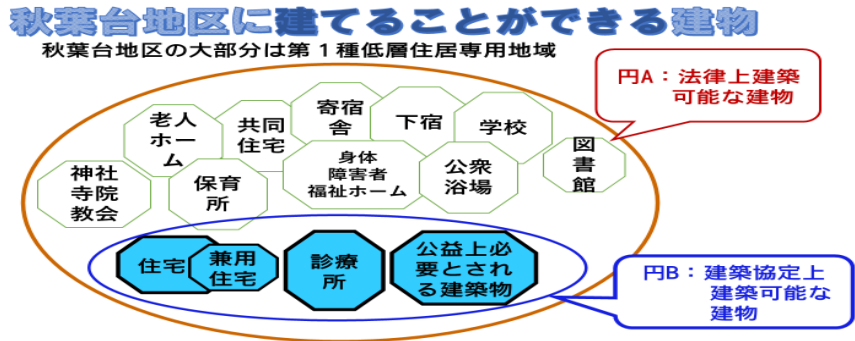 秋葉台地区に建てることができる建物
秋葉台地区の大部分は第1種低層住居専用地域
円A：法律上建築
可能な建物
老人
ホー
ム
共同
住宅
寄宿
舎
下宿
学校
図
書
館
神社
寺院
教会
保育
所
身体
障害者
福祉ホーム
公衆
浴場
住宅
兼用
住宅
診療
所
公益上必
要とされ
る建築物
円B：建築協定上
建築可能な
建物